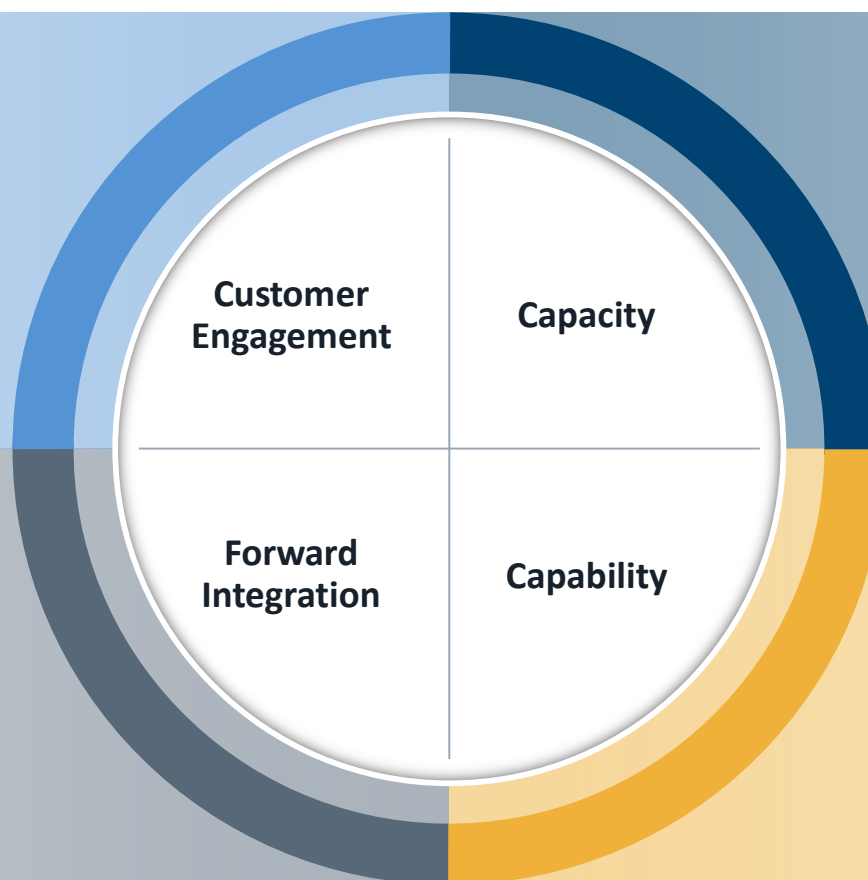 Customer
Engagement
Capacity
Forward
Integration
Capability